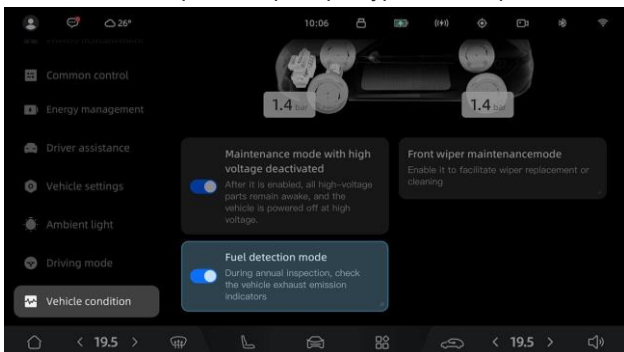 26°
10:06
Common control
Energy management
Driver assistance
Vehicle settings
Ambient light
Driving mode
Vehicle condition
1.4 bar
1.4 bar
Maintenance mode with high
voltage deactivated
After it is enabled, all high-voltage
parts remain awake, and the
vehicle is powered off at high
voltage.
Front wiper maintenancemode
Enable it to facilitate wiper replacement or
cleaning
Fuel detection mode
During annual inspection, check
the vehicle exhaust emission
indicators
< 19.5 >
< 19.5 >